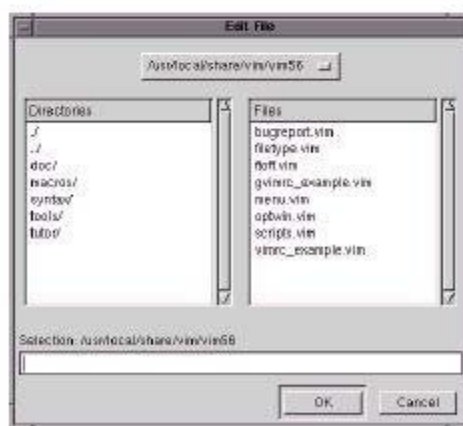 Edit File
/usr/local/share/vim/vim56
Directories
./
../
doc/
macros/
syntax/
tools/
tutor/
Files
bugreport.vim
filetype.vim
ftoff.vim
gvimrc_example.vim
menu.vim
optwin.vim
scripts.vim
vimrc_example.vim
Selection: /usr/local/share/vim/vim56
OK
Cancel